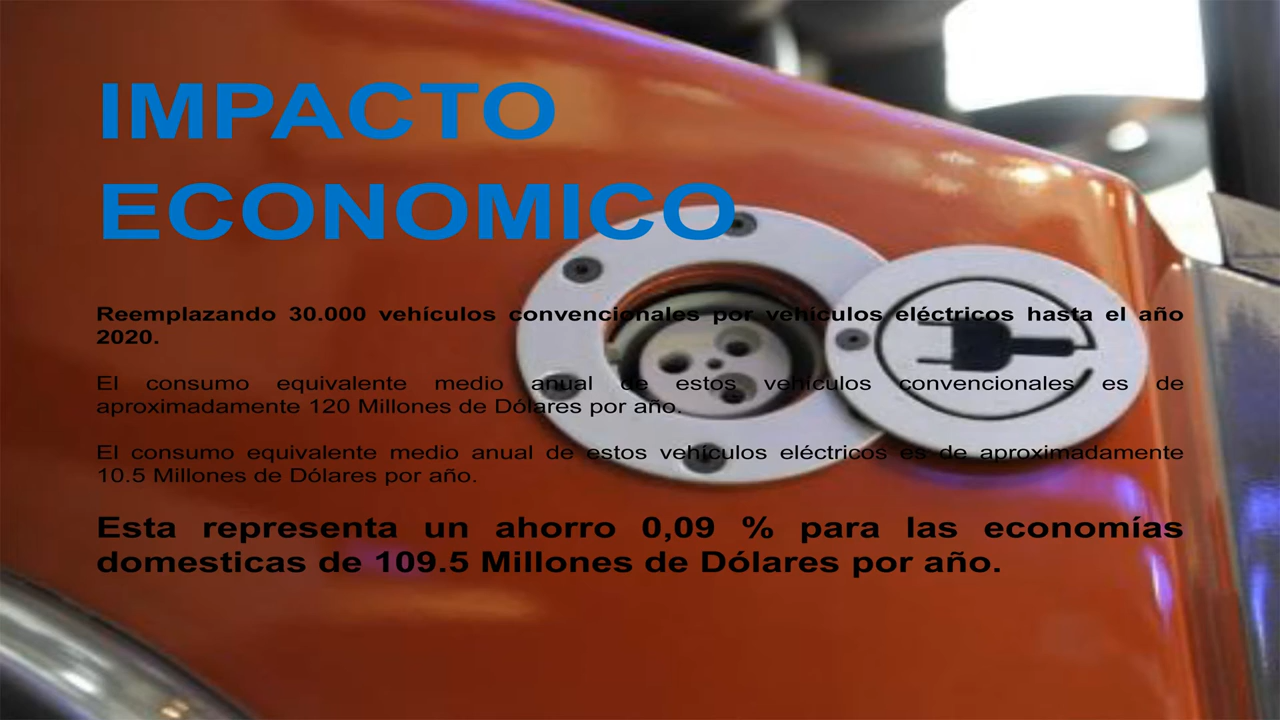 IMPACTO
ECONOMICO
Reemplazando 30.000 vehículos convencionales por vehículos eléctricos hasta el año
2020.
El consumo equivalente medio anual de estos vehículos convencionales es de
aproximadamente 120 Millones de Dólares por año.
El consumo equivalente medio anual de estos vehículos eléctricos es de aproximadamente
10.5 Millones de Dólares por año.
Esta representa un ahorro 0,09 % para las economías
domesticas de 109.5 Millones de Dólares por año.